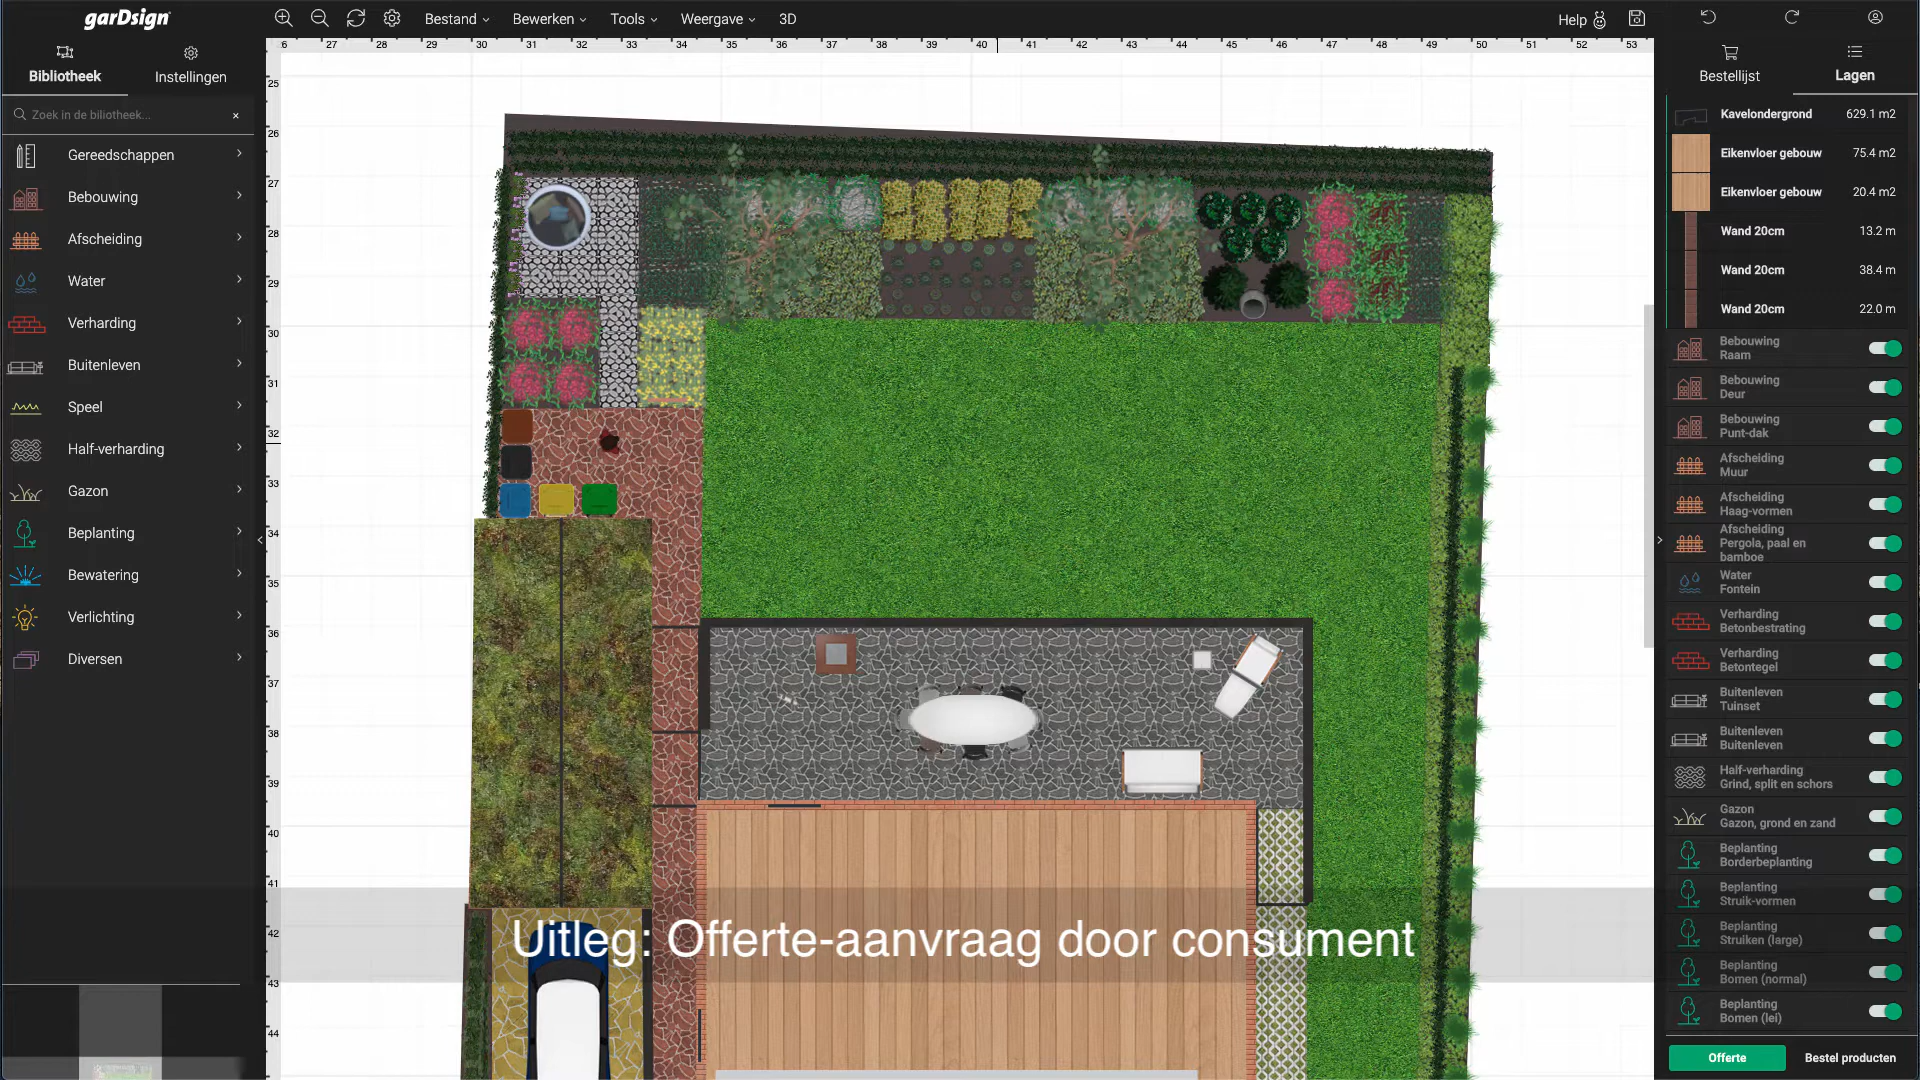 garDsign
Bestand
Bewerken
Tools
Weergave
3D
Help
Bibliotheek
Instellingen
Bestellijst
Lagen
6 27 28 29 30 31 32 33 34 35 36 37 38 39 40 41 42 43 44 45 46 47 48 49 50 51 52 53
25
26
27
28
29
30
31
32
33
34
35
36
37
38
39
40
41
42
43
44
Zoek in de biliotheek...
Gereedschappen
Bebouwing
Afscheiding
Water
Verharding
Buitenleven
Speel
Half-verharding
Gazon
Beplanting
Bewatering
Verlichting
Diversen
Uitleg: Offerte-aanvraag door consument
Kavelondergrond 629.1 m2
Eikenvloer gebouw 75.4 m2
Eikenvloer gebouw 20.4 m2
Wand 20cm 13.2 m
Wand 20cm 38.4 m
Wand 20cm 22.0 m
Bebouwing
Raam
Bebouwing
Deur
Bebouwing
Punt-dak
Afscheiding
Muur
Afscheiding
Haag-vormen
Afscheiding
Pergola, paal en
bamboe
Water
Fontein
Verharding
Betonbestrating
Verharding
Betontegel
Buitenleven
Tuinset
Buitenleven
Buitenleven
Half-verharding
Grind, split en schors
Gazon
Gazon, grond en zand
Beplanting
Borderbeplanting
Beplanting
Struik-vormen
Beplanting
Struiken (large)
Beplanting
Bomen (normal)
Beplanting
Bomen (lei)
Offerte
Bestel producten